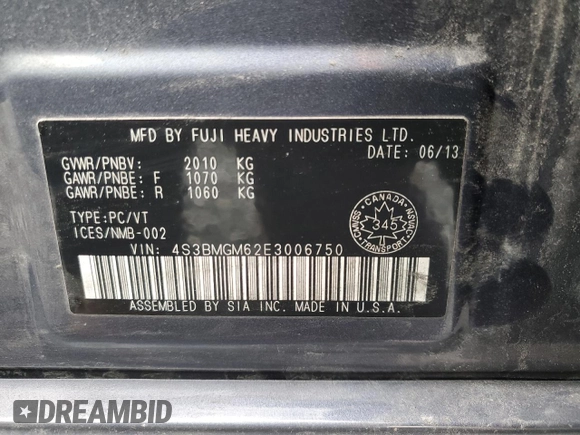 MFD BY FUJI HEAVY INDUSTRIES LTD.
DATE: 06/13
GVWR/PNBV: 2010 KG
GAWR/PNBE: F 1070 KG
GAWR/PNBE: R 1060 KG
TYPE:PC/VT
ICES/NMB-002
CANADA
CMVSS NSVAC
345
TRANSPORT
VIN: 4S3BMGM62E3006750
ASSEMBLED BY SIA INC. MADE IN U.S.A.
DREAMBID